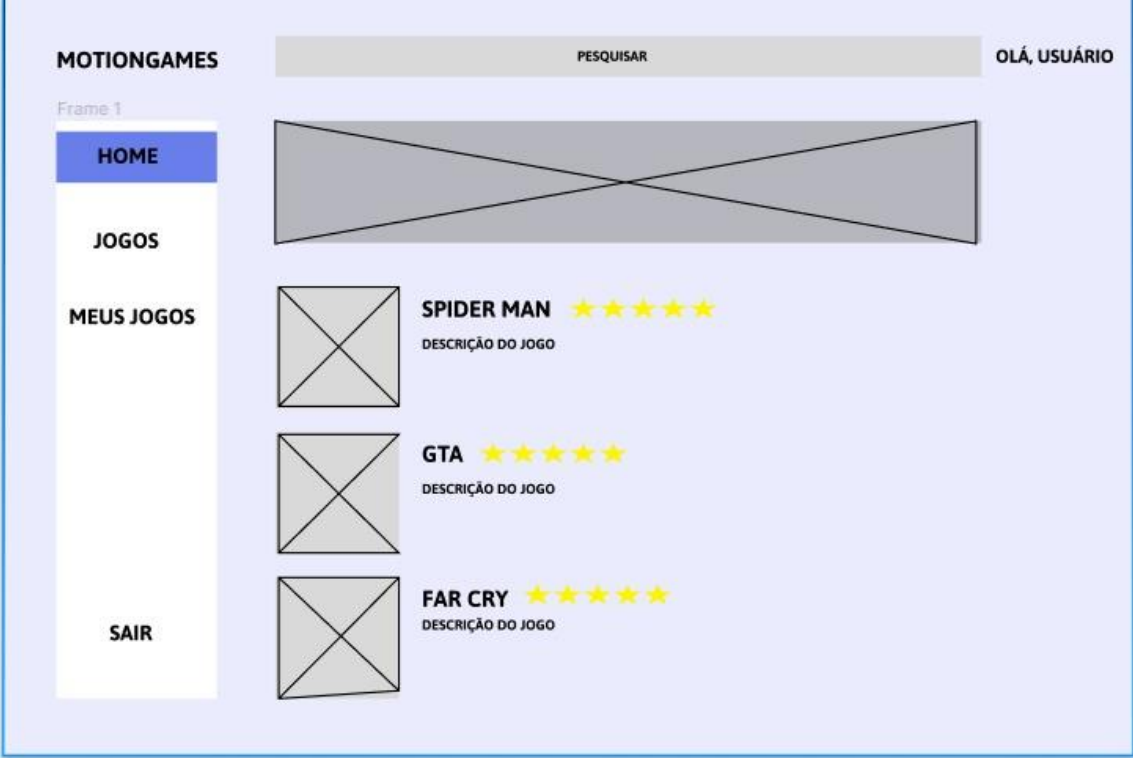 MOTIONGAMES
PESQUISAR
OLÁ, USUÁRIO
Frame 1
HOME
JOGOS
MEUS JOGOS
SAIR
SPIDER MAN
DESCRIÇÃO DO JOGO
GTA
DESCRIÇÃO DO JOGO
FAR CRY
DESCRIÇÃO DO JOGO